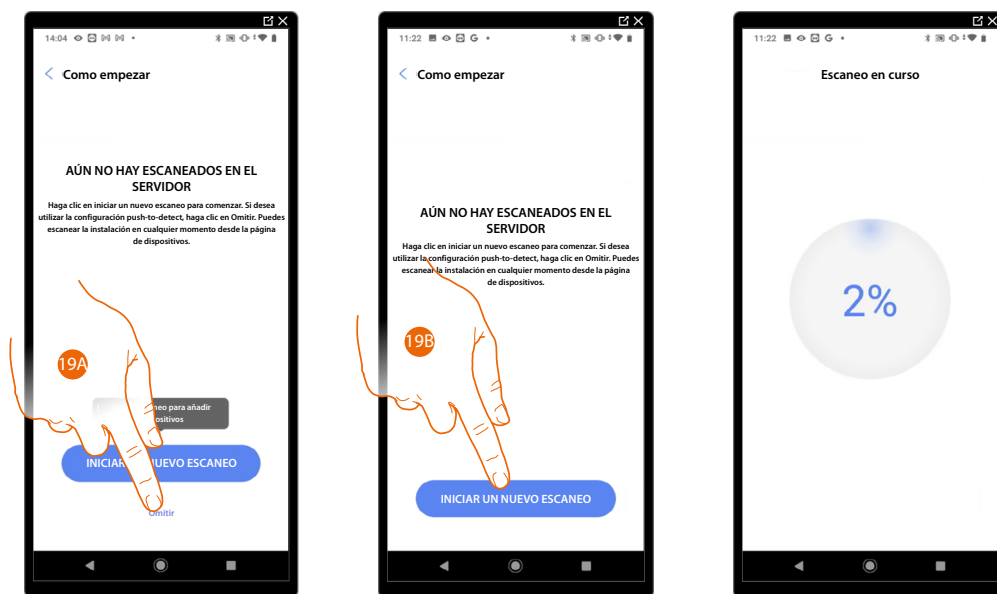 14:04
Como empezar
AÚN NO HAY ESCANEADOS EN EL
SERVIDOR
Haga clic en iniciar un nuevo escaneo para comenzar. Si desea
utilizar la configuración push-to-detect, haga clic en Omitir. Puedes
escanear la instalación en cualquier momento desde la página
de dispositivos.
19A
para añadir
INICIAR NUEVO ESCANEO
Omitir
11:22 G
Como empezar
AÚN NO HAY ESCANEADOS EN EL
SERVIDOR
Haga clic en iniciar un nuevo escaneo para comenzar. Si desea
utilizar la configuración push-to-detect, haga clic en Omitir. Puedes
escanear la instalación en cualquier momento desde la página
de dispositivos.
19B
INICIAR UN NUEVO ESCANEO
11:22 G
Escaneo en curso
2%